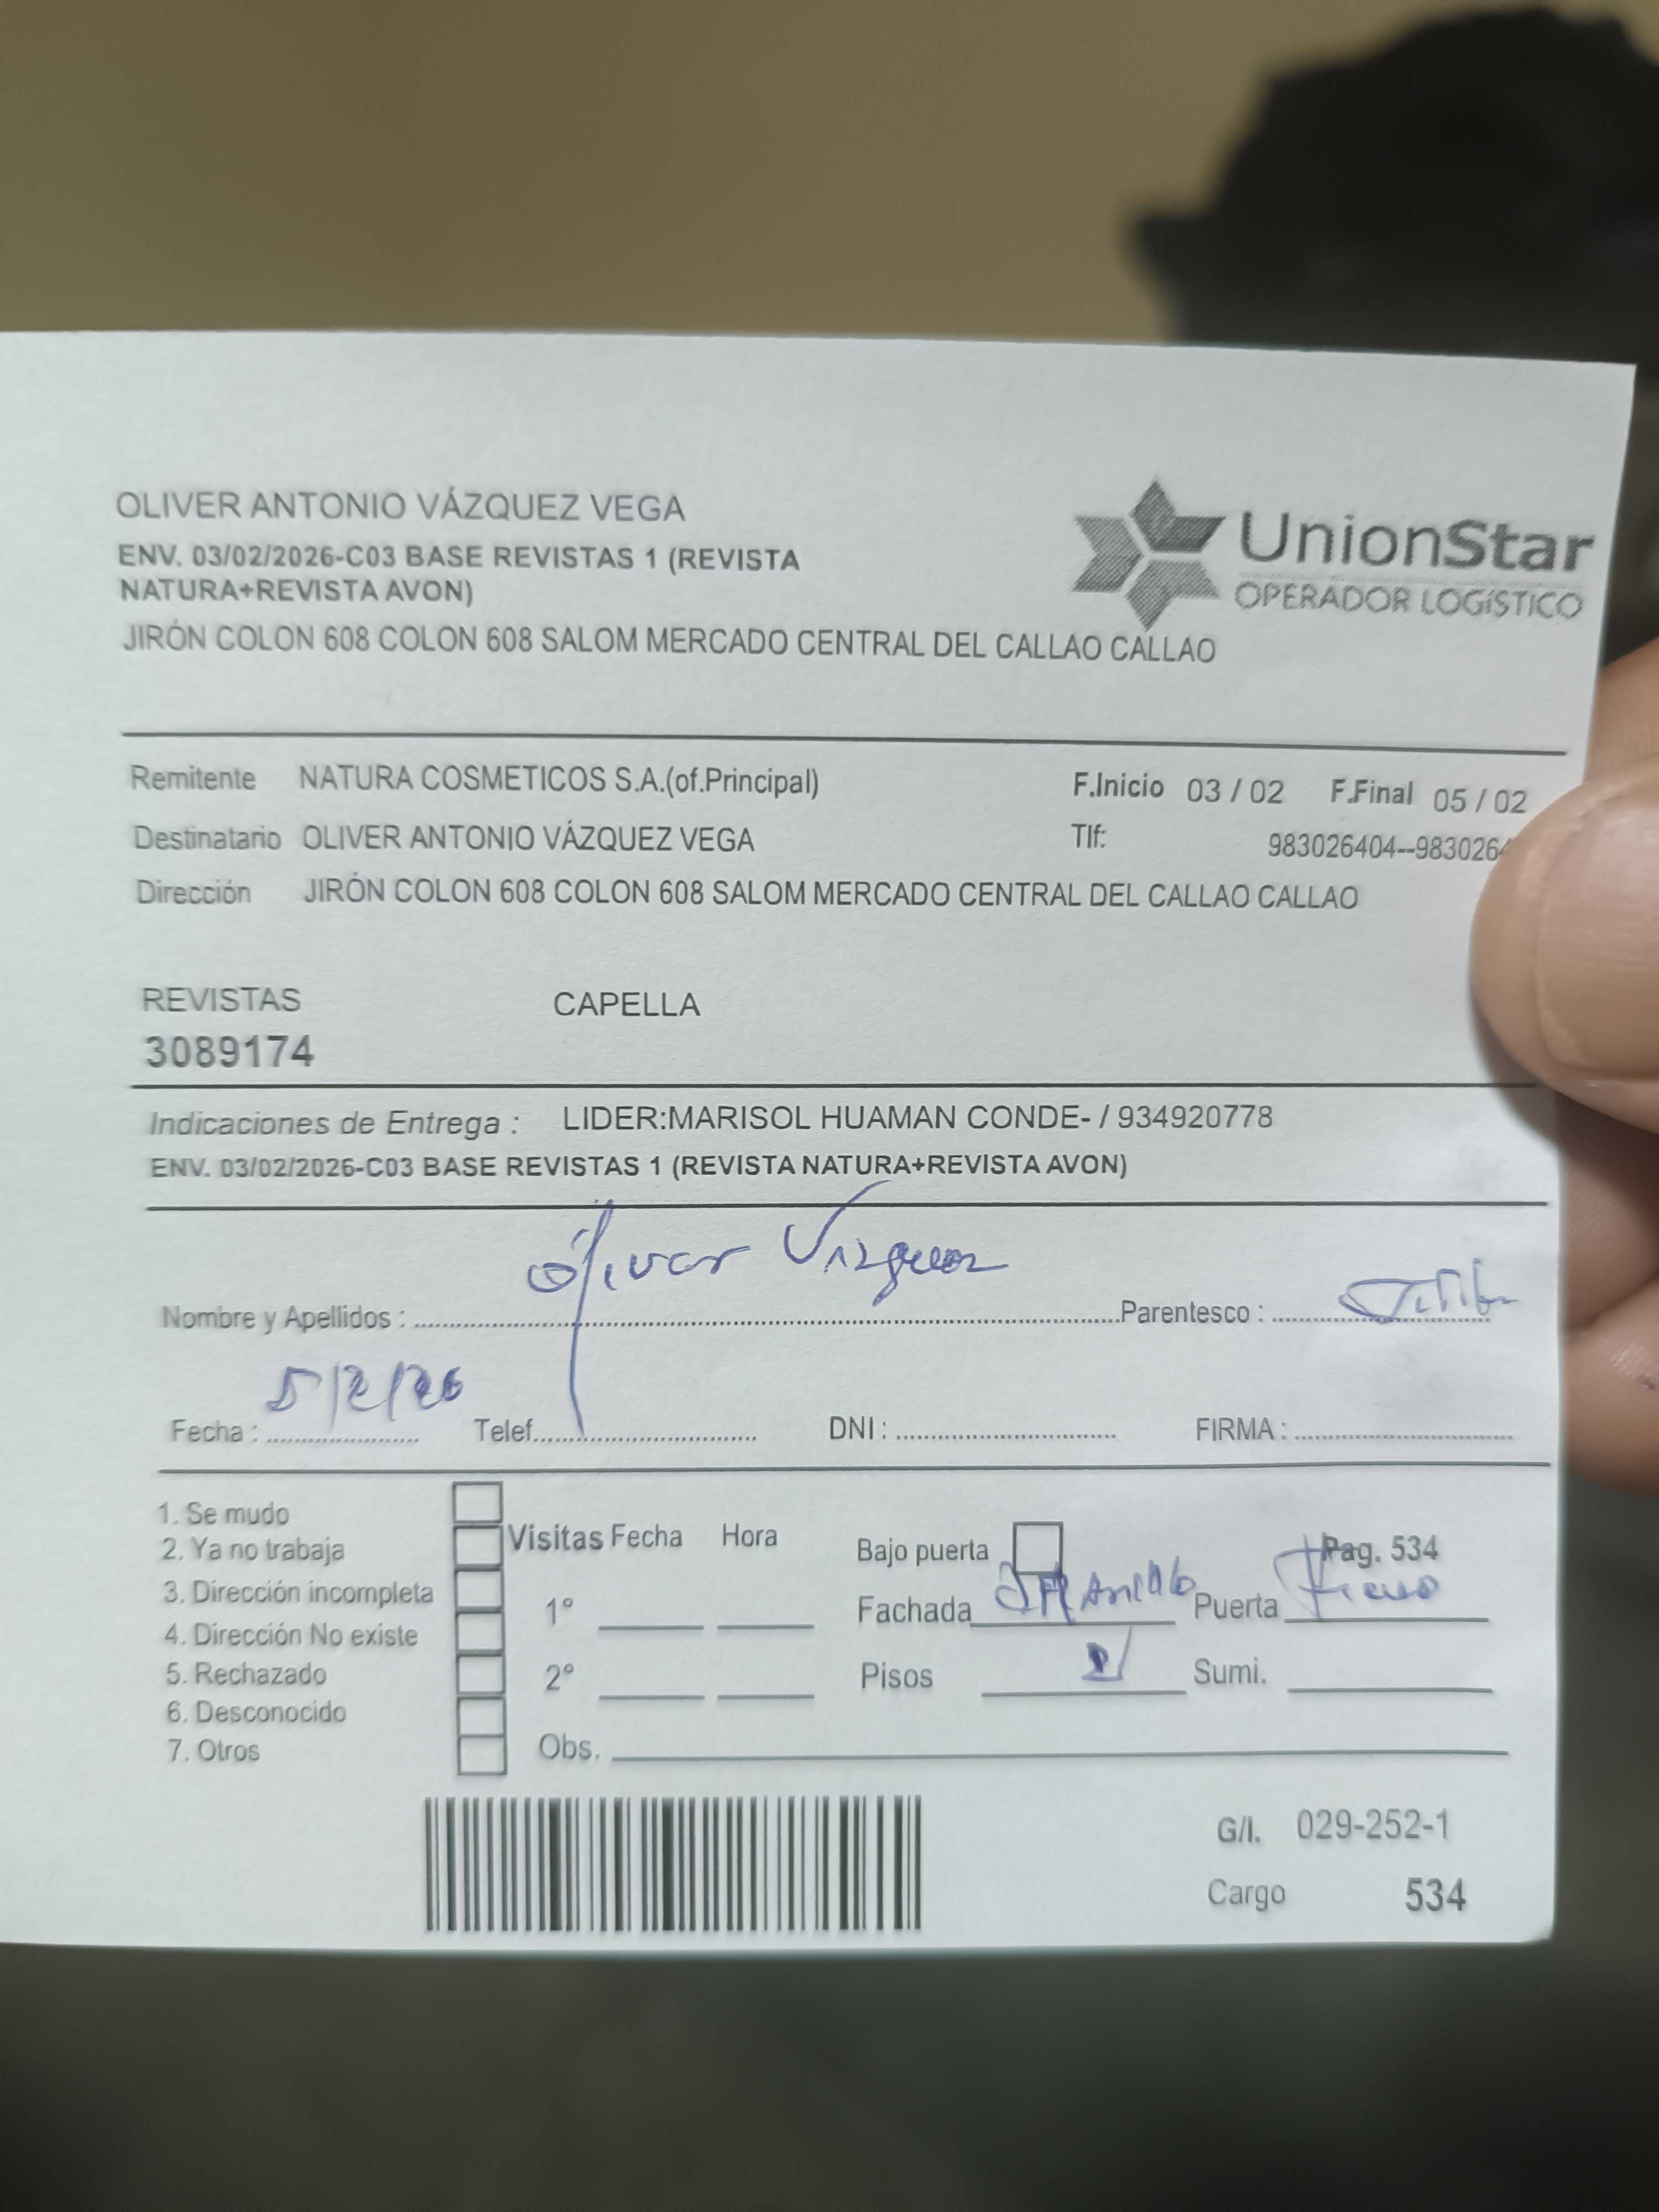 OLIVER ANTONIO VÁZQUEZ VEGA
ENV. 03/02/2026-C03 BASE REVISTAS 1 (REVISTA
NATURA+REVISTA AVON)
JIRÓN COLON 608 COLON 608 SALOM MERCADO CENTRAL DEL CALLAO CALLAO
UnionStar
OPERADOR LOGÍSTICO
Remitente NATURA COSMETICOS S.A.(of.Principal) F.Inicio 03 / 02 F.Final 05 / 02
Destinatario OLIVER ANTONIO VÁZQUEZ VEGA Tlf: 983026404--983026
Dirección JIRÓN COLON 608 COLON 608 SALOM MERCADO CENTRAL DEL CALLAO CALLAO
REVISTAS CAPELLA
3089174
Indicaciones de Entrega : LIDER:MARISOL HUAMAN CONDE- / 934920778
ENV. 03/02/2026-C03 BASE REVISTAS 1 (REVISTA NATURA+REVISTA AVON)
Nombre y Apellidos : Óliver Vázquez Parentesco :
Fecha : 5/2/26 Telef. DNI : FIRMA :
1. Se mudo
2. Ya no trabaja
3. Dirección incompleta
4. Dirección No existe
5. Rechazado
6. Desconocido
7. Otros
Visitas Fecha Hora
1°
2°
Obs.
Bajo puerta Pag. 534
Fachada Puerta
Pisos Sumi.
G/I. 029-252-1
Cargo 534